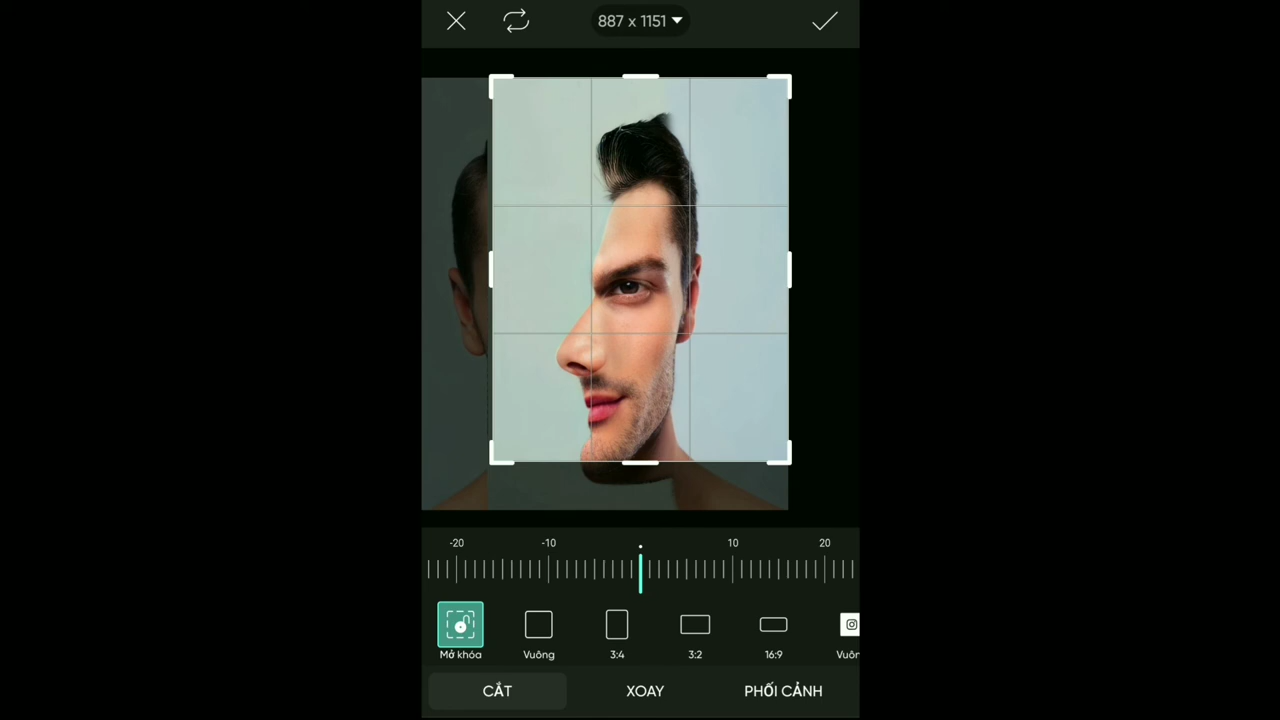 887 x 1151
-20 -10 10 20
Mở khóa Vuông 3:4 3:2 16:9 Vuôn
CẮT XOAY PHỐI CẢNH